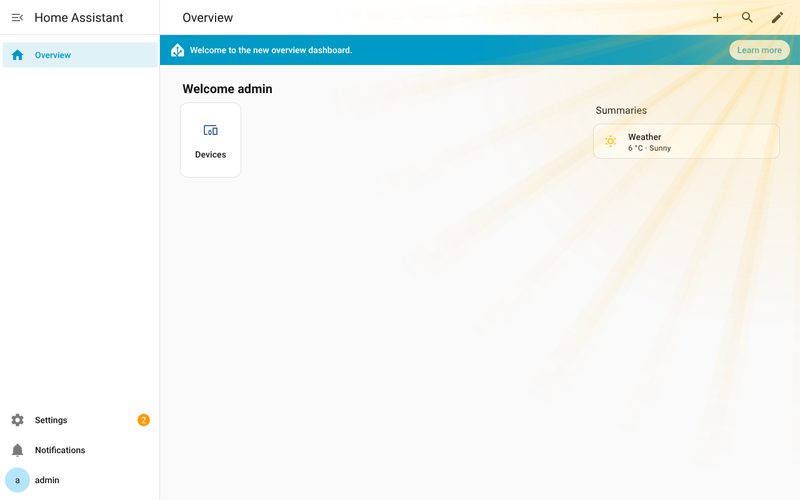 Home Assistant
Overview
Overview
Welcome to the new overview dashboard.
Learn more
Welcome admin
Devices
Summaries
Weather
6 °C · Sunny
Settings
2
Notifications
a
admin